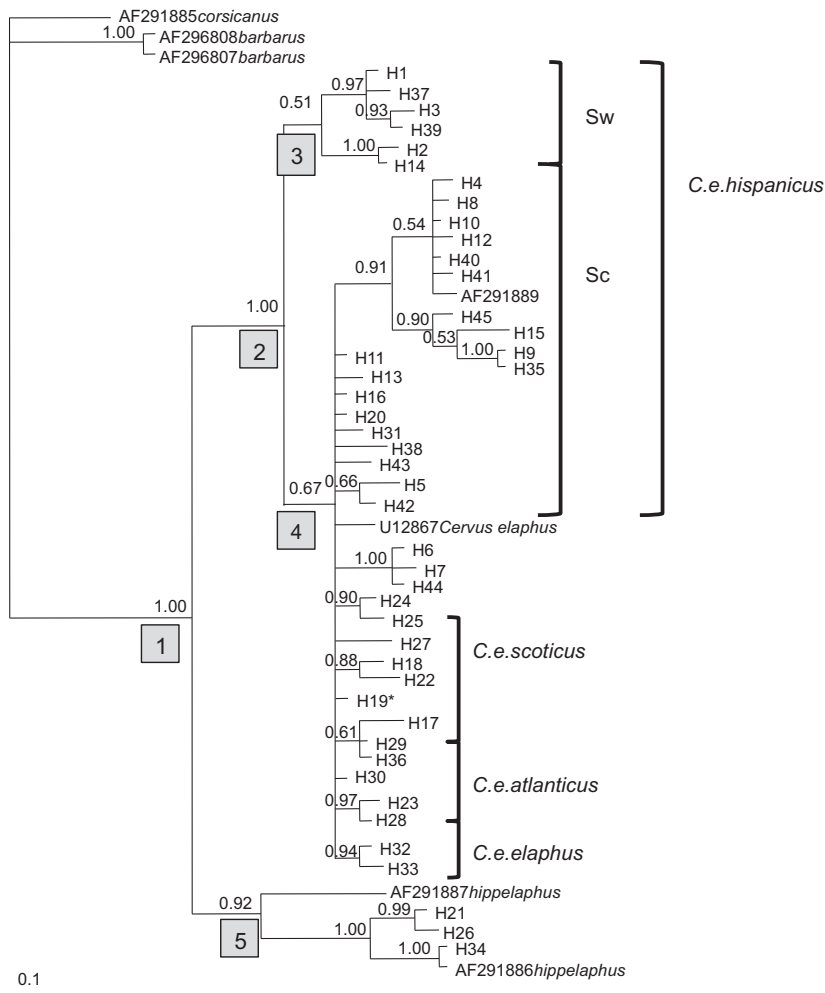 AF291885corsicanus
1.00
AF296808barbarus
AF296807barbarus
H1
0.97
H37
0.51
0.93
H3
H39
Sw
3
1.00
H2
H14
C.e.hispanicus
H4
H8
0.54
H10
H12
H40
0.91
H41
Sc
AF291889
1.00
0.90
H45
0.53
H15
2
1.00
H9
H35
H11
H13
H16
H20
H31
H38
H43
0.67
0.66
H5
H42
4
U12867Cervus elaphus
H6
1.00
H7
H44
0.90
H24
1.00
H25
1
H27
C.e.scoticus
0.88
H18
H22
H19*
H17
0.61
H29
H36
H30
C.e.atlanticus
0.97
H23
H28
0.94
H32
C.e.elaphus
H33
0.92
AF291887hippelaphus
0.99
H21
5
1.00
H26
1.00
H34
AF291886hippelaphus
0.1